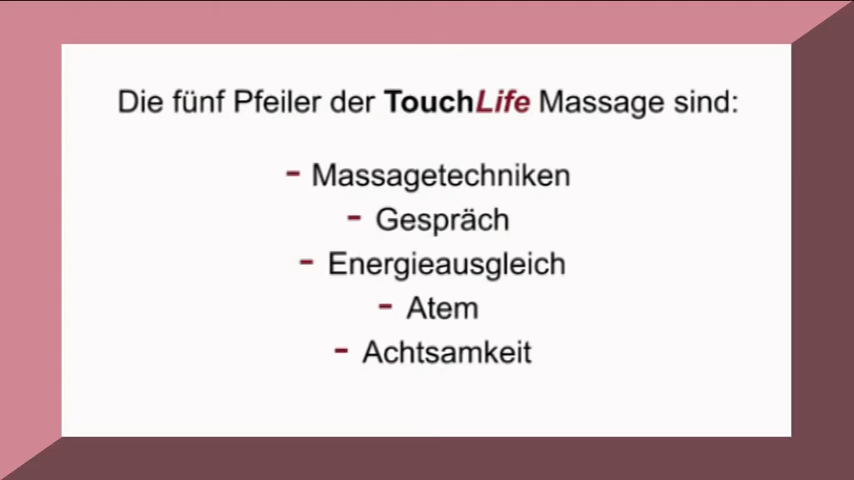 Die fünf Pfeiler der TouchLife Massage sind:
- Massagetechniken
- Gespräch
- Energieausgleich
- Atem
- Achtsamkeit